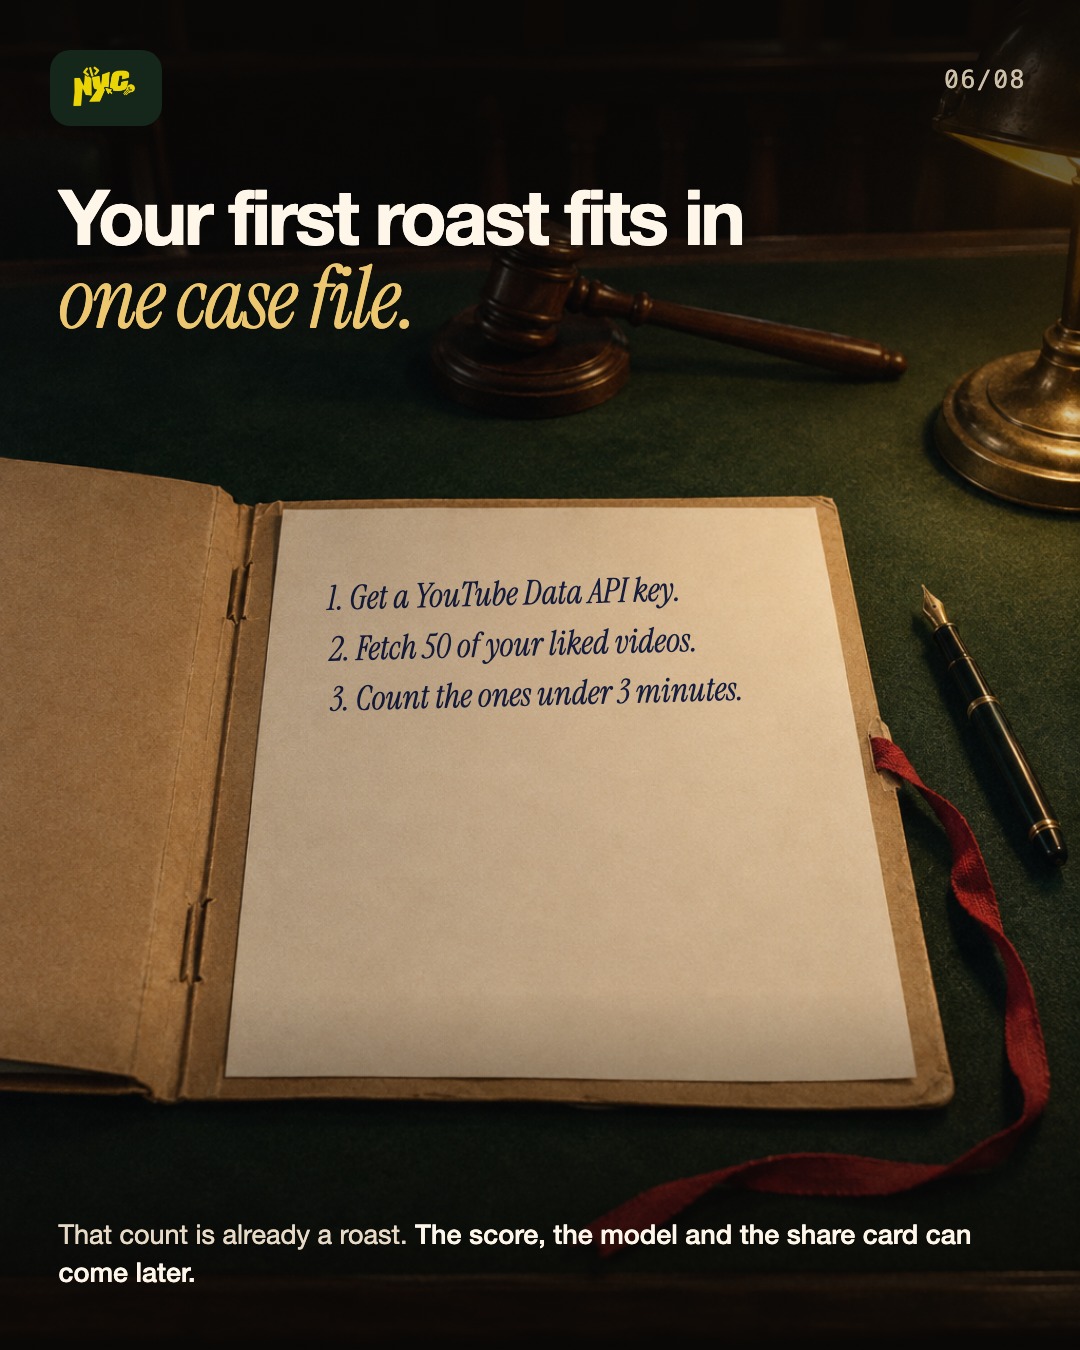 NYC
06/08
Your first roast fits in
one case file.
1. Get a YouTube Data API key.
2. Fetch 50 of your liked videos.
3. Count the ones under 3 minutes.
That count is already a roast. The score, the model and the share card can
come later.